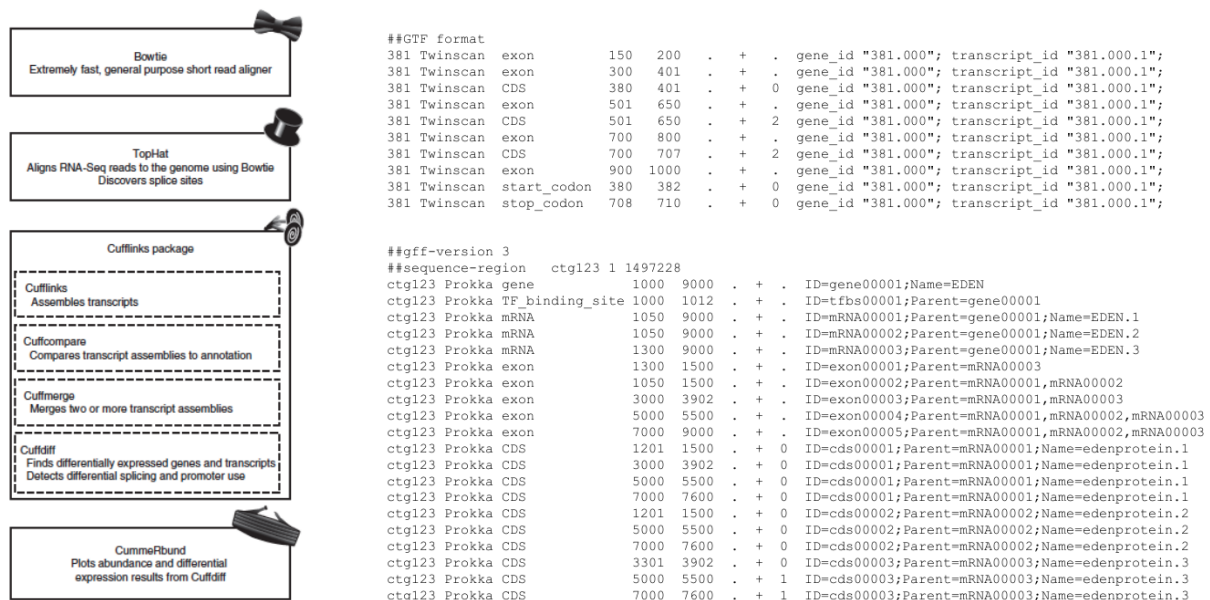 Bowtie
Extremely fast, general purpose short read aligner
TopHat
Aligns RNA-Seq reads to the genome using Bowtie
Discovers splice sites
Cufflinks package
Cufflinks
Assembles transcripts
Cuffcompare
Compares transcript assemblies to annotation
Cuffmerge
Merges two or more transcript assemblies
Cuffdiff
Finds differentially expressed genes and transcripts
Detects differential splicing and promoter use
CummeRbund
Plots abundance and differential
expression results from Cuffdiff
##GTF format
381 Twinscan exon 150 200 . + . gene_id "381.000"; transcript_id "381.000.1";
381 Twinscan exon 300 401 . + . gene_id "381.000"; transcript_id "381.000.1";
381 Twinscan CDS 380 401 . + 0 gene_id "381.000"; transcript_id "381.000.1";
381 Twinscan exon 501 650 . + . gene_id "381.000"; transcript_id "381.000.1";
381 Twinscan CDS 501 650 . + 2 gene_id "381.000"; transcript_id "381.000.1";
381 Twinscan exon 700 800 . + . gene_id "381.000"; transcript_id "381.000.1";
381 Twinscan CDS 700 707 . + 2 gene_id "381.000"; transcript_id "381.000.1";
381 Twinscan exon 900 1000 . + . gene_id "381.000"; transcript_id "381.000.1";
381 Twinscan start_codon 380 382 . + 0 gene_id "381.000"; transcript_id "381.000.1";
381 Twinscan stop_codon 708 710 . + 0 gene_id "381.000"; transcript_id "381.000.1";
##gff-version 3
##sequence-region ctg123 1 1497228
ctg123 Prokka gene 1000 9000 . + . ID=gene00001;Name=EDEN
ctg123 Prokka TF_binding_site 1000 1012 . + . ID=tfbs00001;Parent=gene00001
ctg123 Prokka mRNA 1050 9000 . + . ID=mRNA00001;Parent=gene00001;Name=EDEN.1
ctg123 Prokka mRNA 1050 9000 . + . ID=mRNA00002;Parent=gene00001;Name=EDEN.2
ctg123 Prokka mRNA 1300 9000 . + . ID=mRNA00003;Parent=gene00001;Name=EDEN.3
ctg123 Prokka exon 1300 1500 . + . ID=exon00001;Parent=mRNA00003
ctg123 Prokka exon 1050 1500 . + . ID=exon00002;Parent=mRNA00001,mRNA00002
ctg123 Prokka exon 3000 3902 . + . ID=exon00003;Parent=mRNA00001,mRNA00003
ctg123 Prokka exon 5000 5500 . + . ID=exon00004;Parent=mRNA00001,mRNA00002,mRNA00003
ctg123 Prokka exon 7000 9000 . + . ID=exon00005;Parent=mRNA00001,mRNA00002,mRNA00003
ctg123 Prokka CDS 1201 1500 . + 0 ID=cds00001;Parent=mRNA00001;Name=edenprotein.1
ctg123 Prokka CDS 3000 3902 . + 0 ID=cds00001;Parent=mRNA00001;Name=edenprotein.1
ctg123 Prokka CDS 5000 5500 . + 0 ID=cds00001;Parent=mRNA00001;Name=edenprotein.1
ctg123 Prokka CDS 7000 7600 . + 0 ID=cds00001;Parent=mRNA00001;Name=edenprotein.1
ctg123 Prokka CDS 1201 1500 . + 0 ID=cds00002;Parent=mRNA00002;Name=edenprotein.2
ctg123 Prokka CDS 5000 5500 . + 0 ID=cds00002;Parent=mRNA00002;Name=edenprotein.2
ctg123 Prokka CDS 7000 7600 . + 0 ID=cds00002;Parent=mRNA00002;Name=edenprotein.2
ctg123 Prokka CDS 3301 3902 . + 0 ID=cds00003;Parent=mRNA00003;Name=edenprotein.3
ctg123 Prokka CDS 5000 5500 . + 1 ID=cds00003;Parent=mRNA00003;Name=edenprotein.3
ctg123 Prokka CDS 7000 7600 . + 1 ID=cds00003;Parent=mRNA00003;Name=edenprotein.3